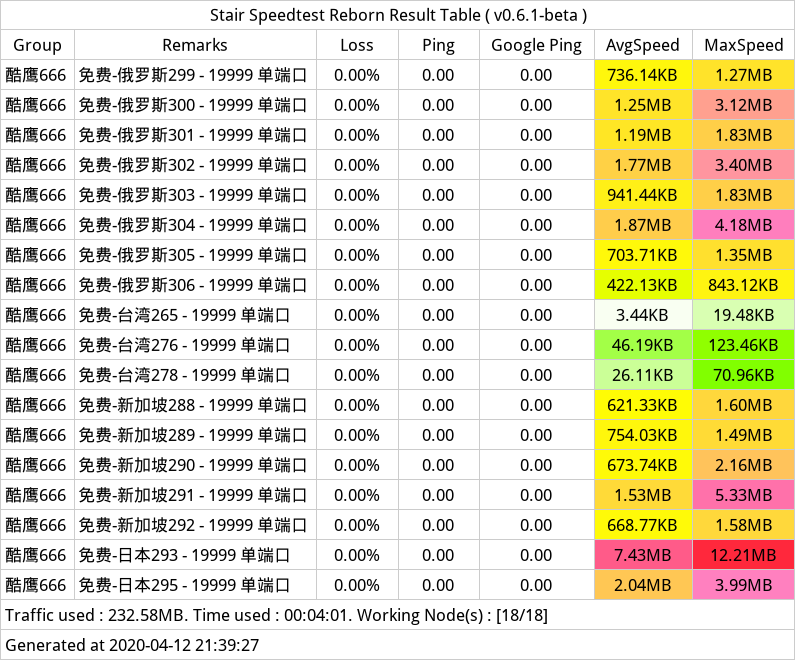 Stair Speedtest Reborn Result Table ( v0.6.1-beta )
Group Remarks Loss Ping Google Ping AvgSpeed MaxSpeed
酷鹰666 免费-俄罗斯299 - 19999 单端口 0.00% 0.00 0.00 736.14KB 1.27MB
酷鹰666 免费-俄罗斯300 - 19999 单端口 0.00% 0.00 0.00 1.25MB 3.12MB
酷鹰666 免费-俄罗斯301 - 19999 单端口 0.00% 0.00 0.00 1.19MB 1.83MB
酷鹰666 免费-俄罗斯302 - 19999 单端口 0.00% 0.00 0.00 1.77MB 3.40MB
酷鹰666 免费-俄罗斯303 - 19999 单端口 0.00% 0.00 0.00 941.44KB 1.83MB
酷鹰666 免费-俄罗斯304 - 19999 单端口 0.00% 0.00 0.00 1.87MB 4.18MB
酷鹰666 免费-俄罗斯305 - 19999 单端口 0.00% 0.00 0.00 703.71KB 1.35MB
酷鹰666 免费-俄罗斯306 - 19999 单端口 0.00% 0.00 0.00 422.13KB 843.12KB
酷鹰666 免费-台湾265 - 19999 单端口 0.00% 0.00 0.00 3.44KB 19.48KB
酷鹰666 免费-台湾276 - 19999 单端口 0.00% 0.00 0.00 46.19KB 123.46KB
酷鹰666 免费-台湾278 - 19999 单端口 0.00% 0.00 0.00 26.11KB 70.96KB
酷鹰666 免费-新加坡288 - 19999 单端口 0.00% 0.00 0.00 621.33KB 1.60MB
酷鹰666 免费-新加坡289 - 19999 单端口 0.00% 0.00 0.00 754.03KB 1.49MB
酷鹰666 免费-新加坡290 - 19999 单端口 0.00% 0.00 0.00 673.74KB 2.16MB
酷鹰666 免费-新加坡291 - 19999 单端口 0.00% 0.00 0.00 1.53MB 5.33MB
酷鹰666 免费-新加坡292 - 19999 单端口 0.00% 0.00 0.00 668.77KB 1.58MB
酷鹰666 免费-日本293 - 19999 单端口 0.00% 0.00 0.00 7.43MB 12.21MB
酷鹰666 免费-日本295 - 19999 单端口 0.00% 0.00 0.00 2.04MB 3.99MB
Traffic used : 232.58MB. Time used : 00:04:01. Working Node(s) : [18/18]
Generated at 2020-04-12 21:39:27